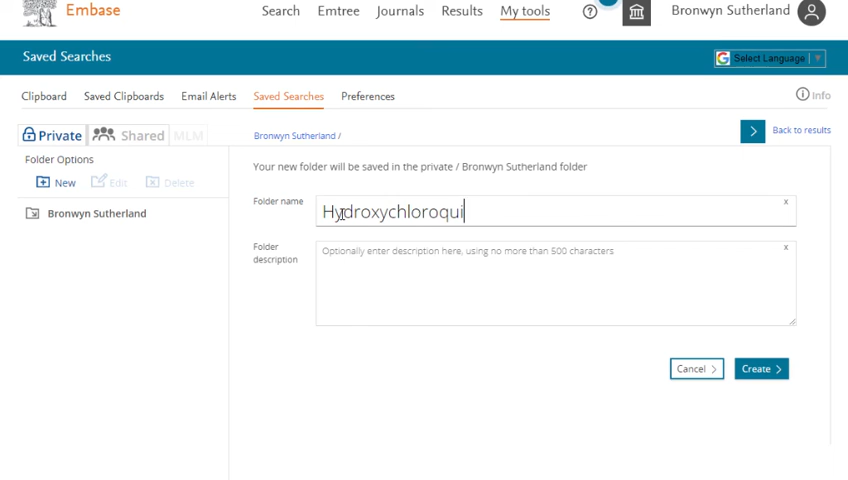 Embase
Search Emtree Journals Results My tools ? Bronwyn Sutherland
Saved Searches
G Select Language ▼
Clipboard Saved Clipboards Email Alerts Saved Searches Preferences
i Info
Private Shared MLM
Bronwyn Sutherland /
> Back to results
Folder Options
Your new folder will be saved in the private / Bronwyn Sutherland folder
New Edit Delete
Folder name
Hydroxychloroqui
x
Bronwyn Sutherland
Folder
description
Optionally enter description here, using no more than 500 characters
x
Cancel >
Create >